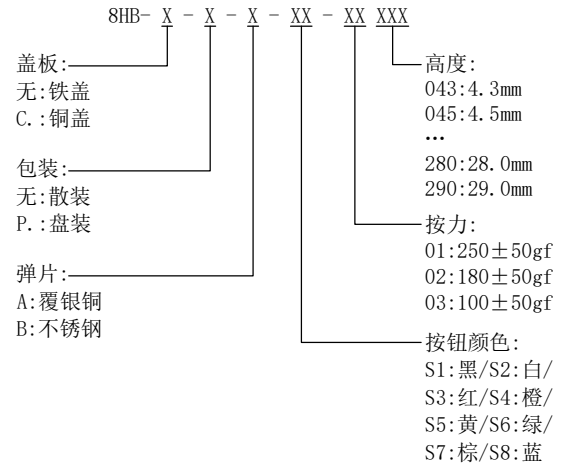 8HB- X - X - X - XX - XX XXX
盖板:
无:铁盖
C.:铜盖
包装:
无:散装
P.:盘装
弹片:
A:覆银铜
B:不锈钢
高度:
043:4.3mm
045:4.5mm
…
280:28.0mm
290:29.0mm
按力:
01:250±50gf
02:180±50gf
03:100±50gf
按钮颜色:
S1:黑/S2:白/
S3:红/S4:橙/
S5:黄/S6:绿/
S7:棕/S8:蓝